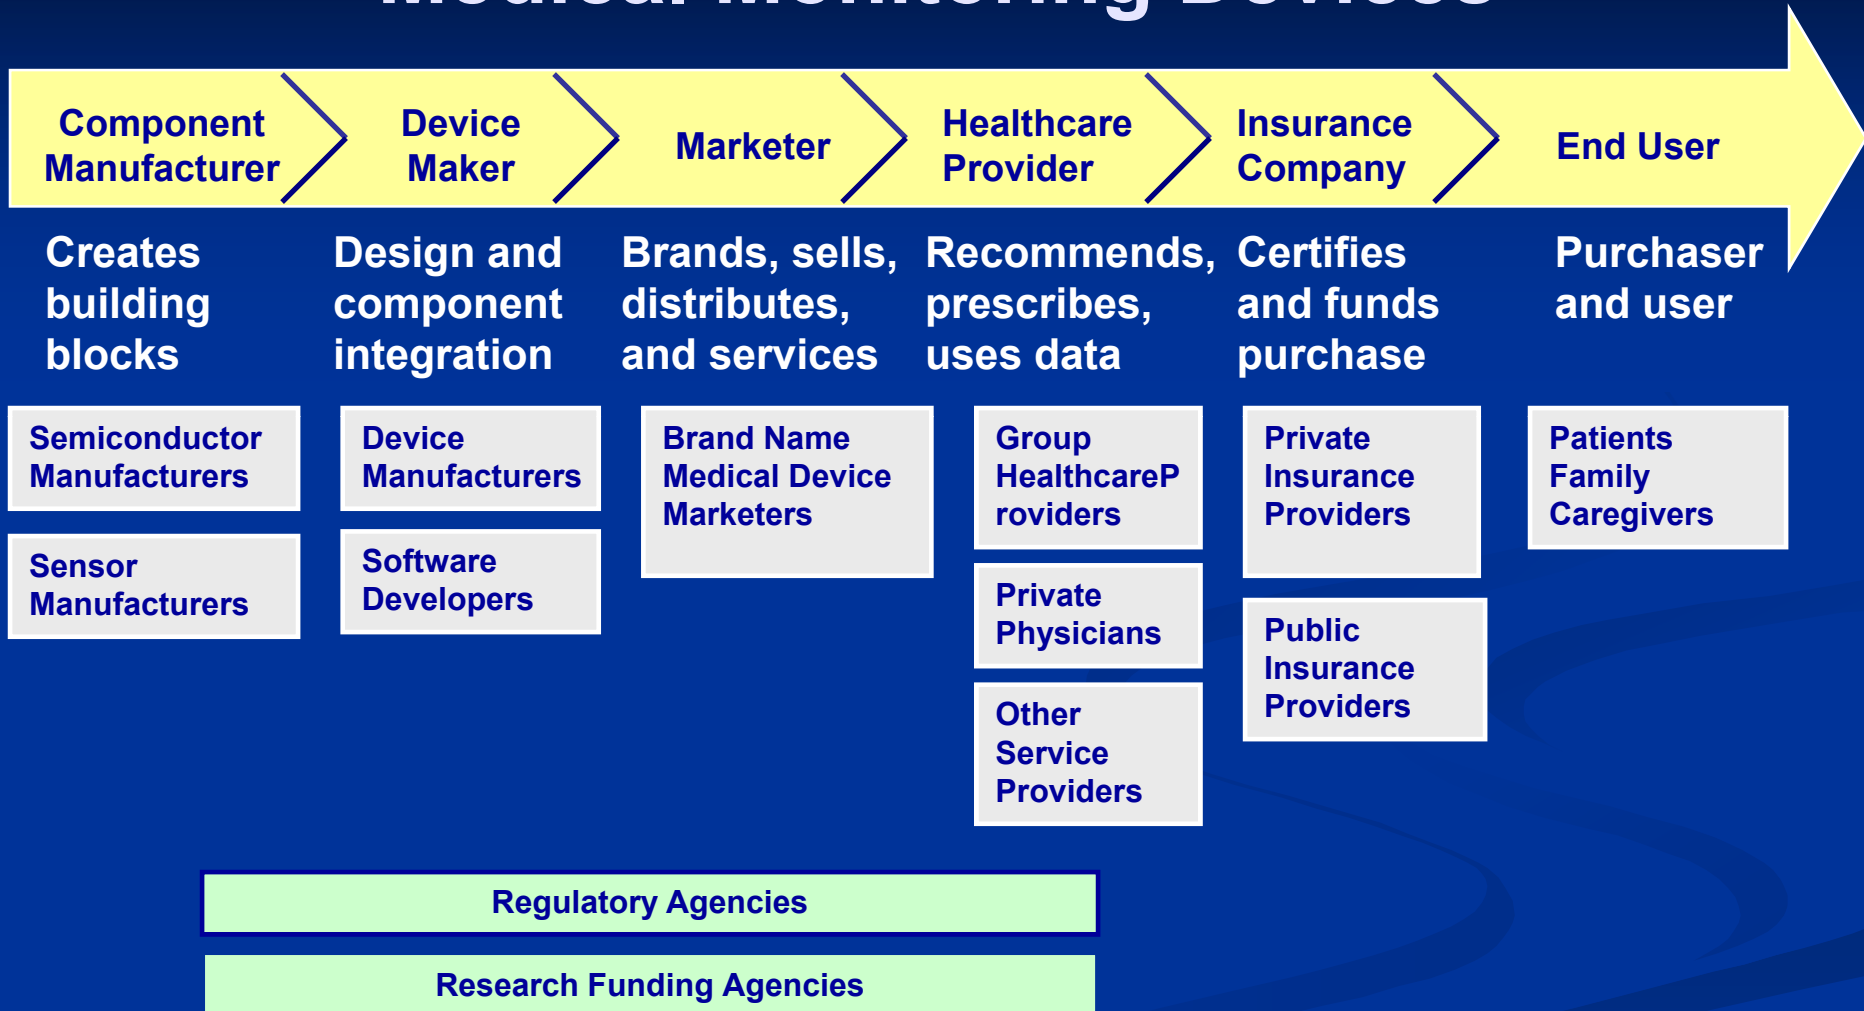 Medical Monitoring Devices
Component
Manufacturer
Device
Maker
Marketer
Healthcare
Provider
Insurance
Company
End User
Creates
building
blocks
Design and
component
integration
Brands, sells,
distributes,
and services
Recommends,
prescribes,
uses data
Certifies
and funds
purchase
Purchaser
and user
Semiconductor
Manufacturers
Sensor
Manufacturers
Device
Manufacturers
Software
Developers
Brand Name
Medical Device
Marketers
Group
HealthcareP
roviders
Private
Physicians
Other
Service
Providers
Private
Insurance
Providers
Public
Insurance
Providers
Patients
Family
Caregivers
Regulatory Agencies
Research Funding Agencies